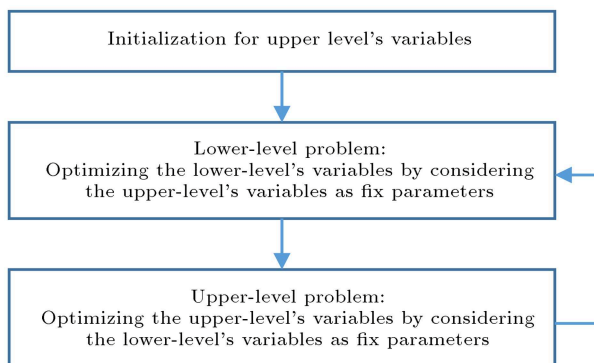 Initialization for upper level's variables
Lower-level problem:
Optimizing the lower-level's variables by considering
the upper-level's variables as fix parameters
Upper-level problem:
Optimizing the upper-level's variables by considering
the lower-level's variables as fix parameters